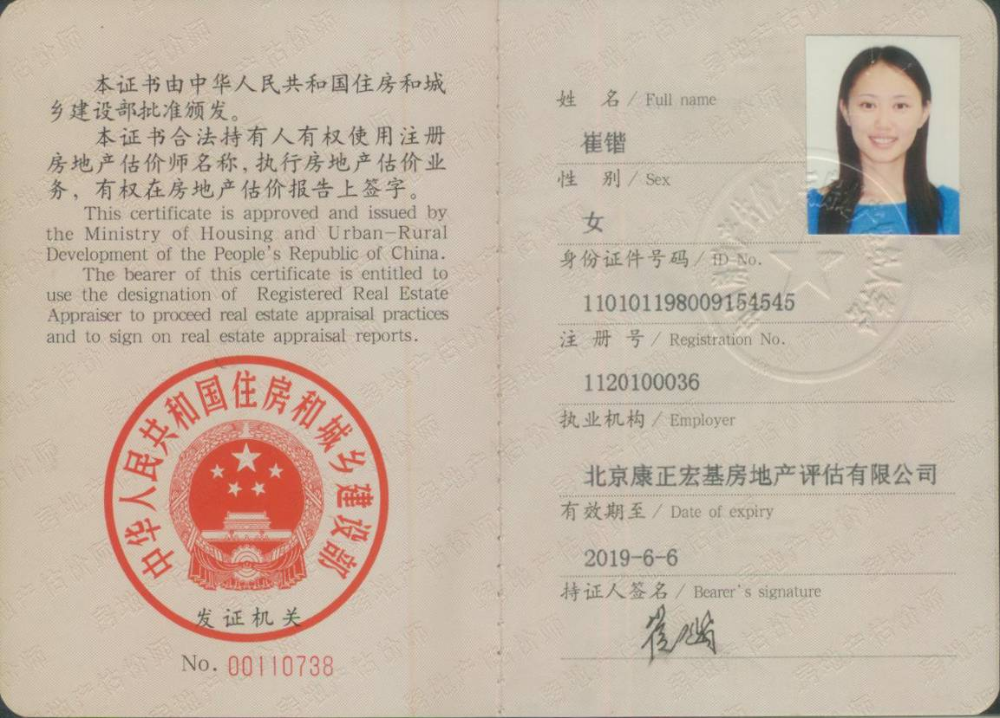 本证书由中华人民共和国住房和城
乡建设部批准颁发。
本证书合法持有人有权使用注册
房地产估价师名称,执行房地产估价业
务,有权在房地产估价报告上签字。
This certificate is approved and issued by
the Ministry of Housing and Urban-Rural
Development of the People's Republic of China.
The bearer of this certificate is entitled to
use the designation of Registered Real Estate
Appraiser to proceed real estate appraisal practices
and to sign on real estate appraisal reports.
中华人民共和国住房和城乡建设部
发证机关
No. 00110738
姓 名 / Full name
崔锴
性 别 / Sex
女
身份证件号码 / ID No.
110101198009154545
注 册 号 / Registration No.
1120100036
执业机构 / Employer
北京康正宏基房地产评估有限公司
有效期至 / Date of expiry
2019-6-6
持证人签名 / Bearer's signature
崔锴